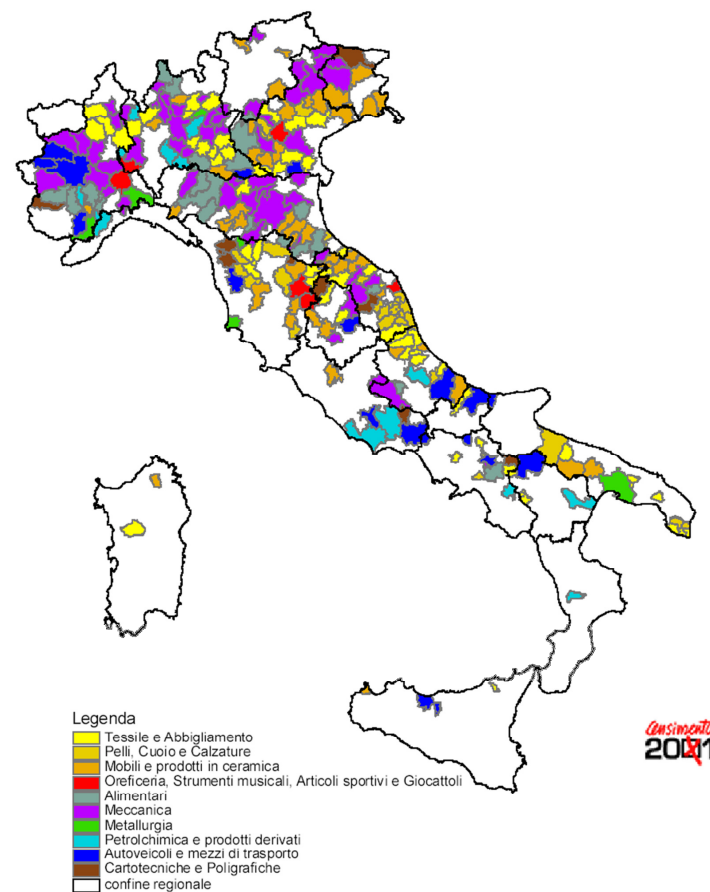 Censimento
2001
Legenda
Tessile e Abbigliamento
Pelli, Cuoio e Calzature
Mobili e prodotti in ceramica
Oreficeria, Strumenti musicali, Articoli sportivi e Giocattoli
Alimentari
Meccanica
Metallurgia
Petrolchimica e prodotti derivati
Autoveicoli e mezzi di trasporto
Cartotecniche e Poligrafiche
confine regionale